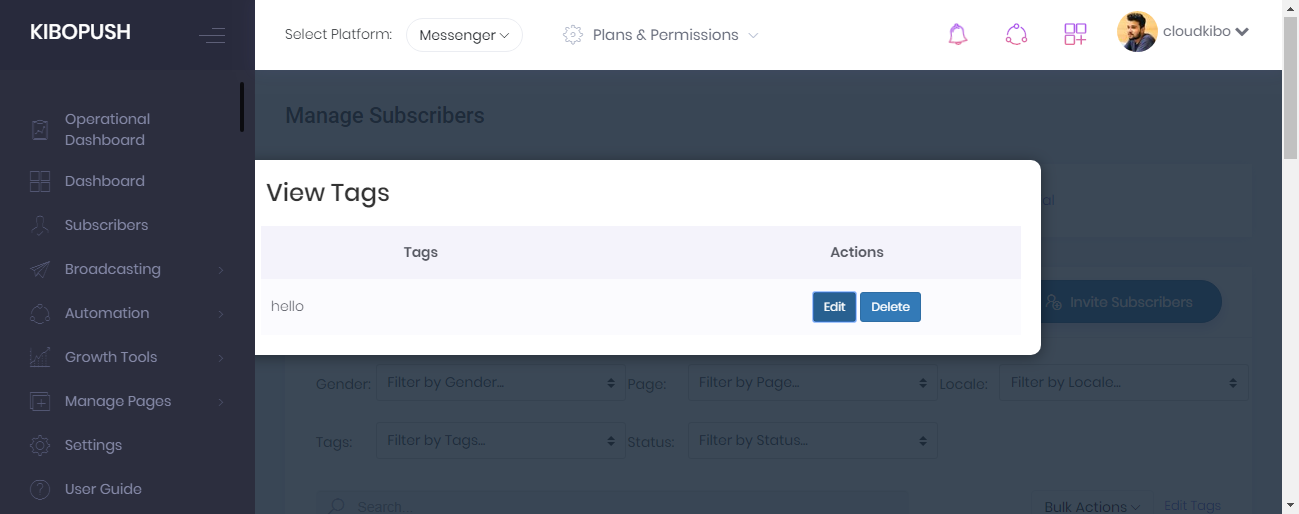 KIBOPUSH
Select Platform: Messenger Plans & Permissions cloudkibo
Operational
Dashboard
Dashboard
Subscribers
Broadcasting
Automation
Growth Tools
Manage Pages
Settings
User Guide
Manage Subscribers
View Tags
Tags Actions
hello Edit Delete
Invite Subscribers
Gender: Filter by Gender... Page: Filter by Page... Locale: Filter by Locale...
Tags: Filter by Tags... Status: Filter by Status...
Search... Bulk Actions Edit Tags